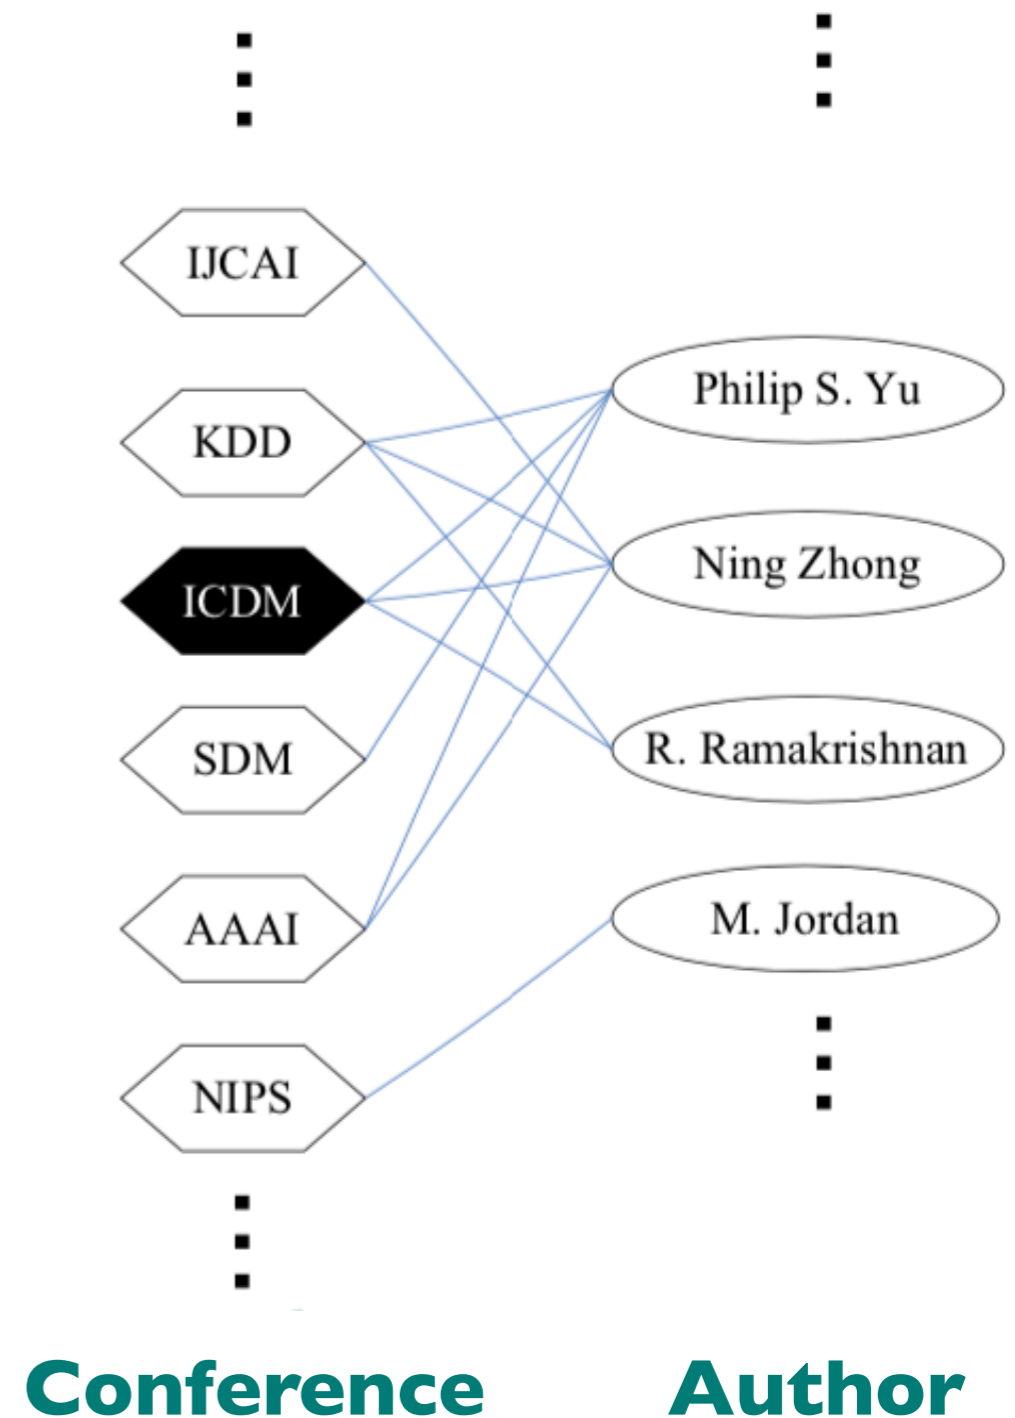 IJCAI
KDD
ICDM
SDM
AAAI
NIPS
Philip S. Yu
Ning Zhong
R. Ramakrishnan
M. Jordan
Conference
Author